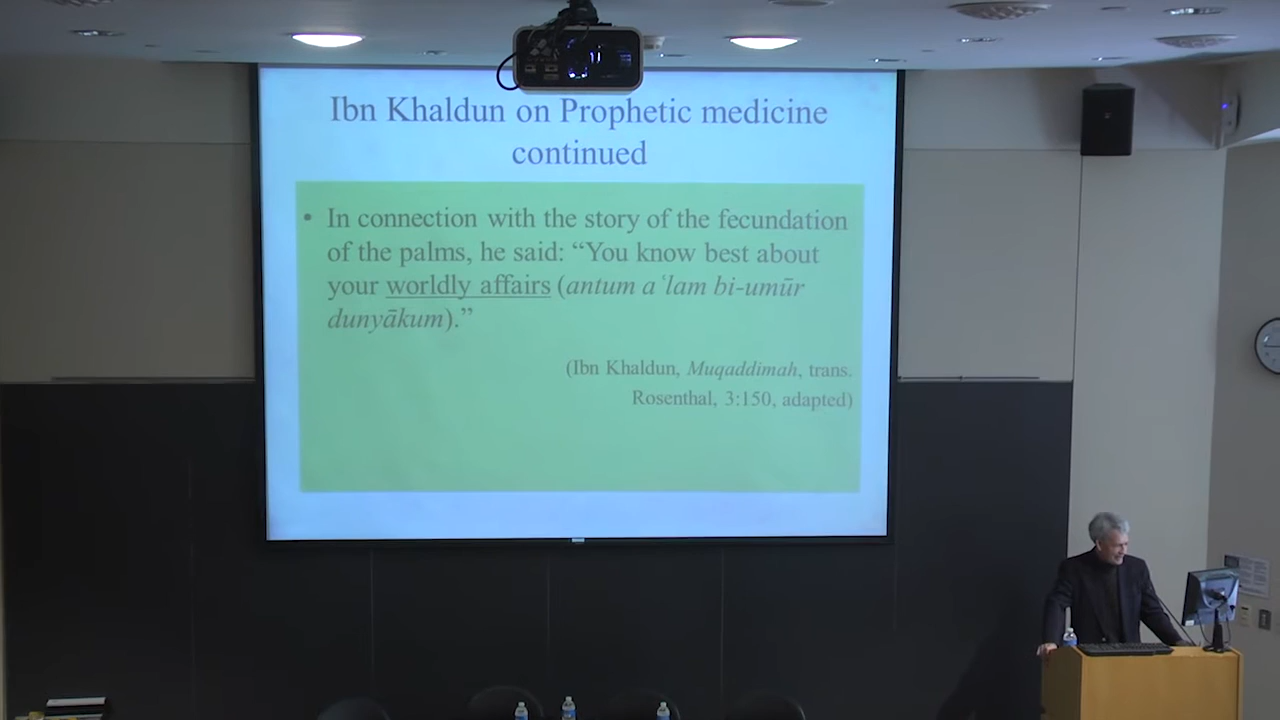 Ibn Khaldun on Prophetic medicine
continued
• In connection with the story of the fecundation
of the palms, he said: “You know best about
your worldly affairs (antum a ʿlam bi-umūr
dunyākum).”
(Ibn Khaldun, Muqaddimah, trans.
Rosenthal, 3:150, adapted)